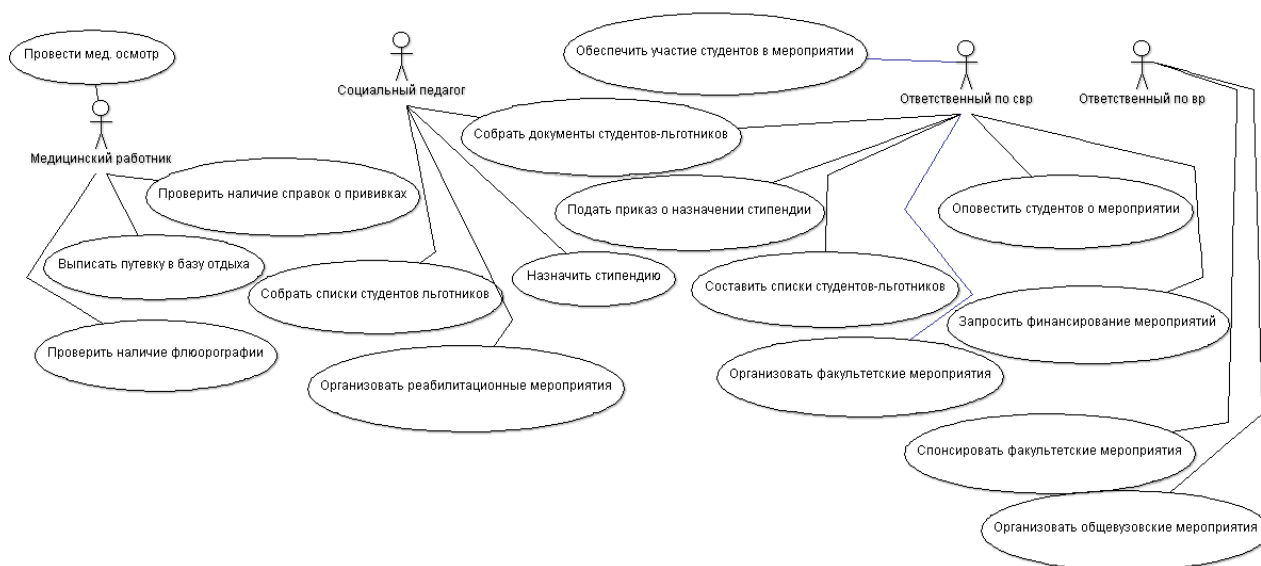 Провести мед. осмотр
Обеспечить участие студентов в мероприятии
Социальный педагог
Ответственный по свр
Ответственный по вр
Собрать документы студентов-льготников
Медицинский работник
Проверить наличие справок о прививках
Подать приказ о назначении стипендии
Оповестить студентов о мероприятии
Выписать путевку в базу отдыха
Назначить стипендию
Собрать списки студентов льготников
Составить списки студентов-льготников
Запросить финансирование мероприятий
Проверить наличие флюорографии
Организовать реабилитационные мероприятия
Организовать факультетские мероприятия
Спонсировать факультетские мероприятия
Организовать общевузовские мероприятия